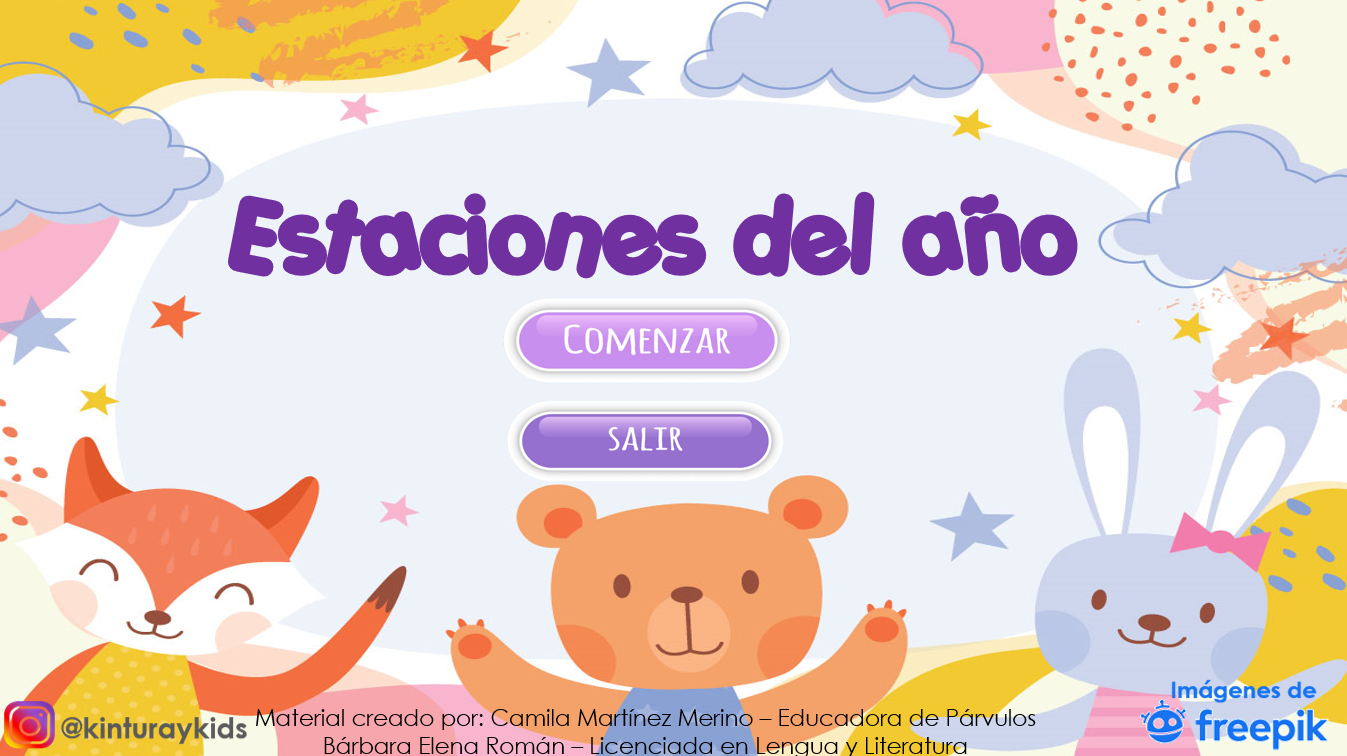 Estaciones del año
COMENZAR
SALIR
Imágenes de
freepik
@kinturaykids
Material creado por: Camila Martínez Merino – Educadora de Párvulos
Bárbara Elena Román – Licenciada en Lengua y Literatura